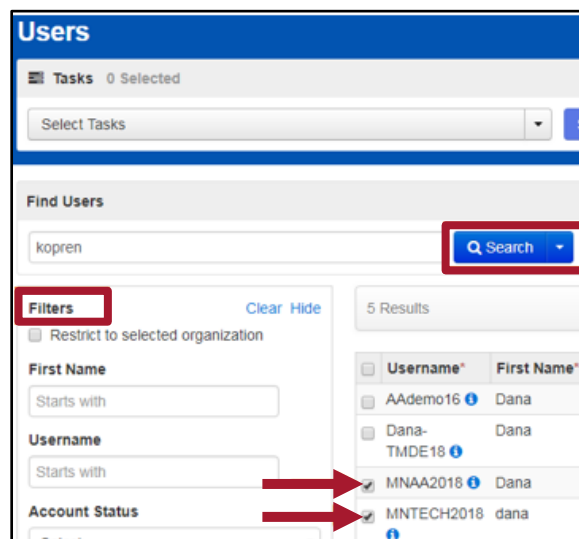 Users
Tasks 0 Selected
Select Tasks
Find Users
kopren
Search
Filters Clear Hide
Restrict to selected organization
First Name
Starts with
Username
Starts with
Account Status
5 Results
Username* First Name*
AAdemo16 Dana
Dana-TMDE18 Dana
MNAA2018 Dana
MNTECH2018 dana